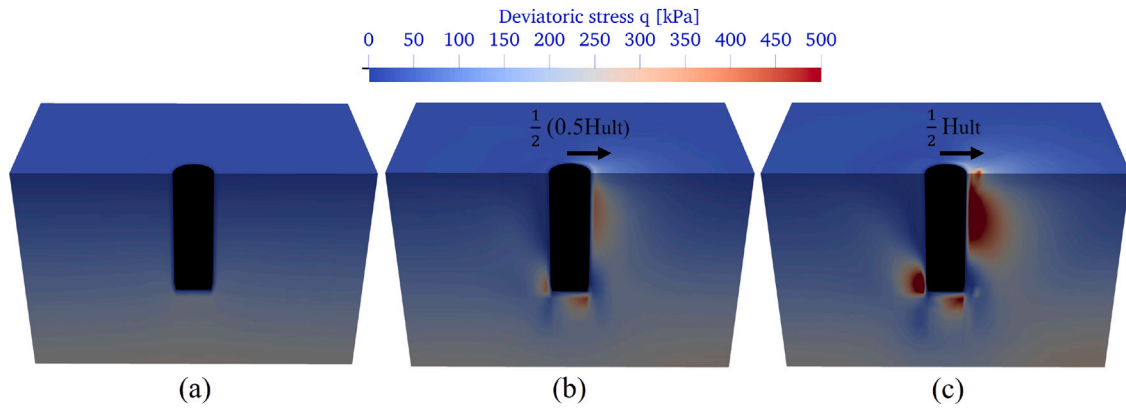 Deviatoric stress q [kPa]
0 50 100 150 200 250 300 350 400 450 500
½ (0.5Hult)
½ Hult
(a) (b) (c)